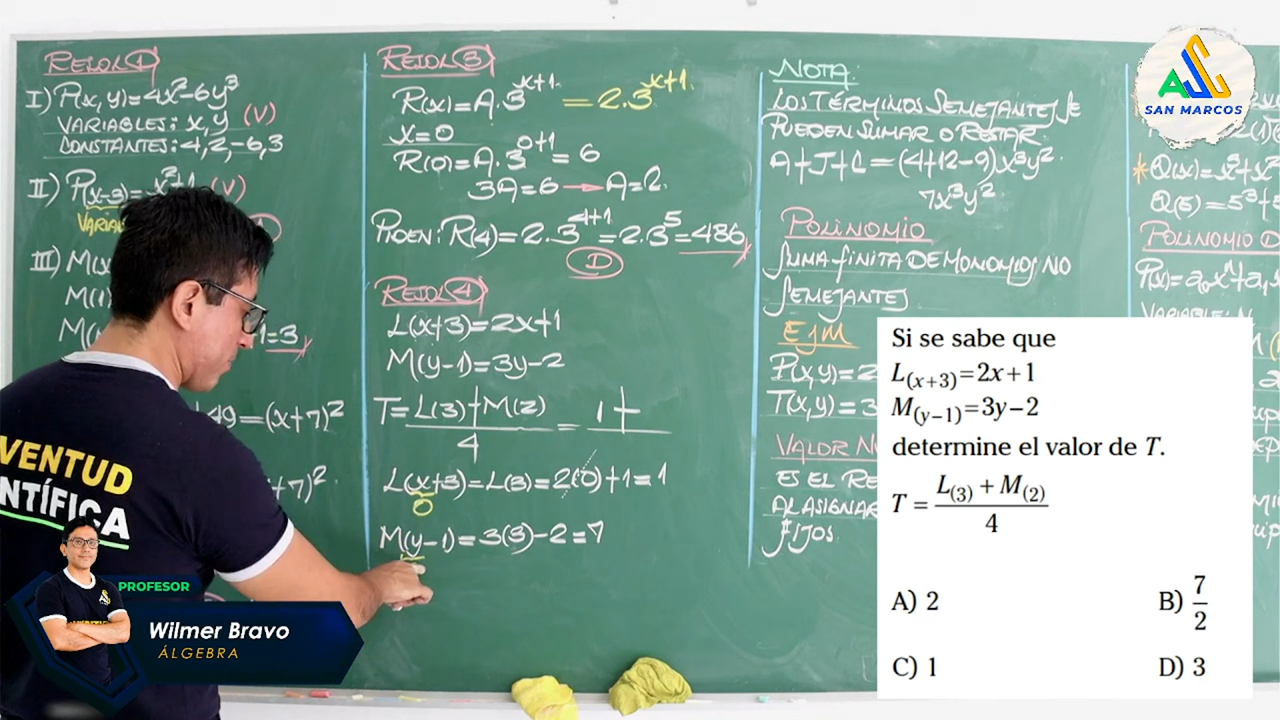 RESOL 1
I) P(x,y)=4x²-6y³
VARIABLES: x,y (V)
CONSTANTES: 4,2,-6,3
II) P(x-3)=x²+1 (V)
III) M(x
M(1)
M(
1=3
+49=(x+7)²
+7)²
RESOL 3
R(x)=A.3^x+1 =2.3^x+1
x=0
R(0)=A.3^0+1=6
3A=6→A=2
PIDEN: R(4)=2.3^4+1=2.3^5=486
D
RESOL 4
L(x+3)=2x+1
M(y-1)=3y-2
T=L(3)+M(2)/4 = 1+
L(x+3)=L(3)=2(0)+1=1
0
M(y-1)=3(3)-2=7
NOTA:
LOS TÉRMINOS SEMEJANTES SE
PUEDEN SUMAR O RESTAR
A+J+C=(4+12-9)x³y²
7x³y²
POLINOMIO
SUMA FINITA DE MONOMIOS NO
SEMEJANTES
EJM
P(x,y)=2
T(x,y)=3
ES EL RE
AL ASIGNAR
FIJOS.
*Q(x)=x³+x²
Q(5)=5³+5
POLINOMIO D
ASC
SAN MARCOS
VENTUD
NTÍFICA
PROFESOR
Wilmer Bravo
ÁLGEBRA
Si se sabe que
L(x+3)=2x+1
M(y−1)=3y−2
determine el valor de T.
T = L(3) + M(2) / 4
A) 2
B) 7/2
C) 1
D) 3